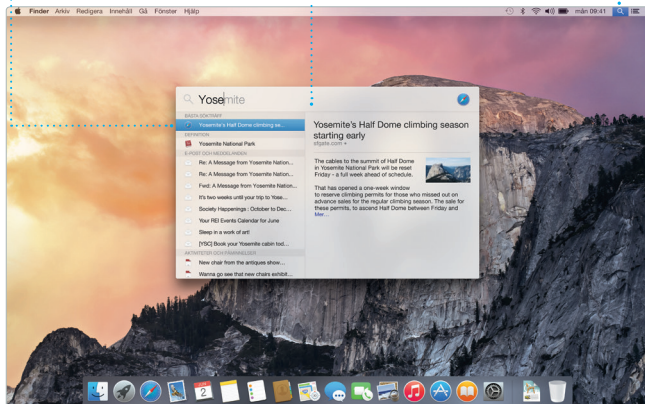 Finder Arkiv Redigera Innehåll Gå Fönster Hjälp
mån 09:41
Yosemite
BÄSTA SÖKTRÄFF
Yosemite's Half Dome climbing se...
DEFINITION
Yosemite National Park
E-POST OCH MEDDELANDEN
Re: A Message from Yosemite Nation...
Re: A Message from Yosemite Nation...
Fwd: A Message from Yosemite Nation...
It's two weeks until your trip to Yose...
Society Happenings : October to Dec...
Your REI Events Calendar for June
Sleep in a work of art!
[YSC] Book your Yosemite cabin tod...
AKTIVITETER OCH PÅMINNELSER
New chair from the antiques show...
Wanna go see that new chairs exhibit...
Yosemite's Half Dome climbing season
starting early
sfgate.com
The cables to the summit of Half Dome
in Yosemite National Park will be reset
Friday - a full week ahead of schedule.
That has opened a one-week window
to reserve climbing permits for those who missed out on
advance sales for the regular climbing season. The sale for
these permits, to ascend Half Dome between Friday and
Mer...
JUN
2